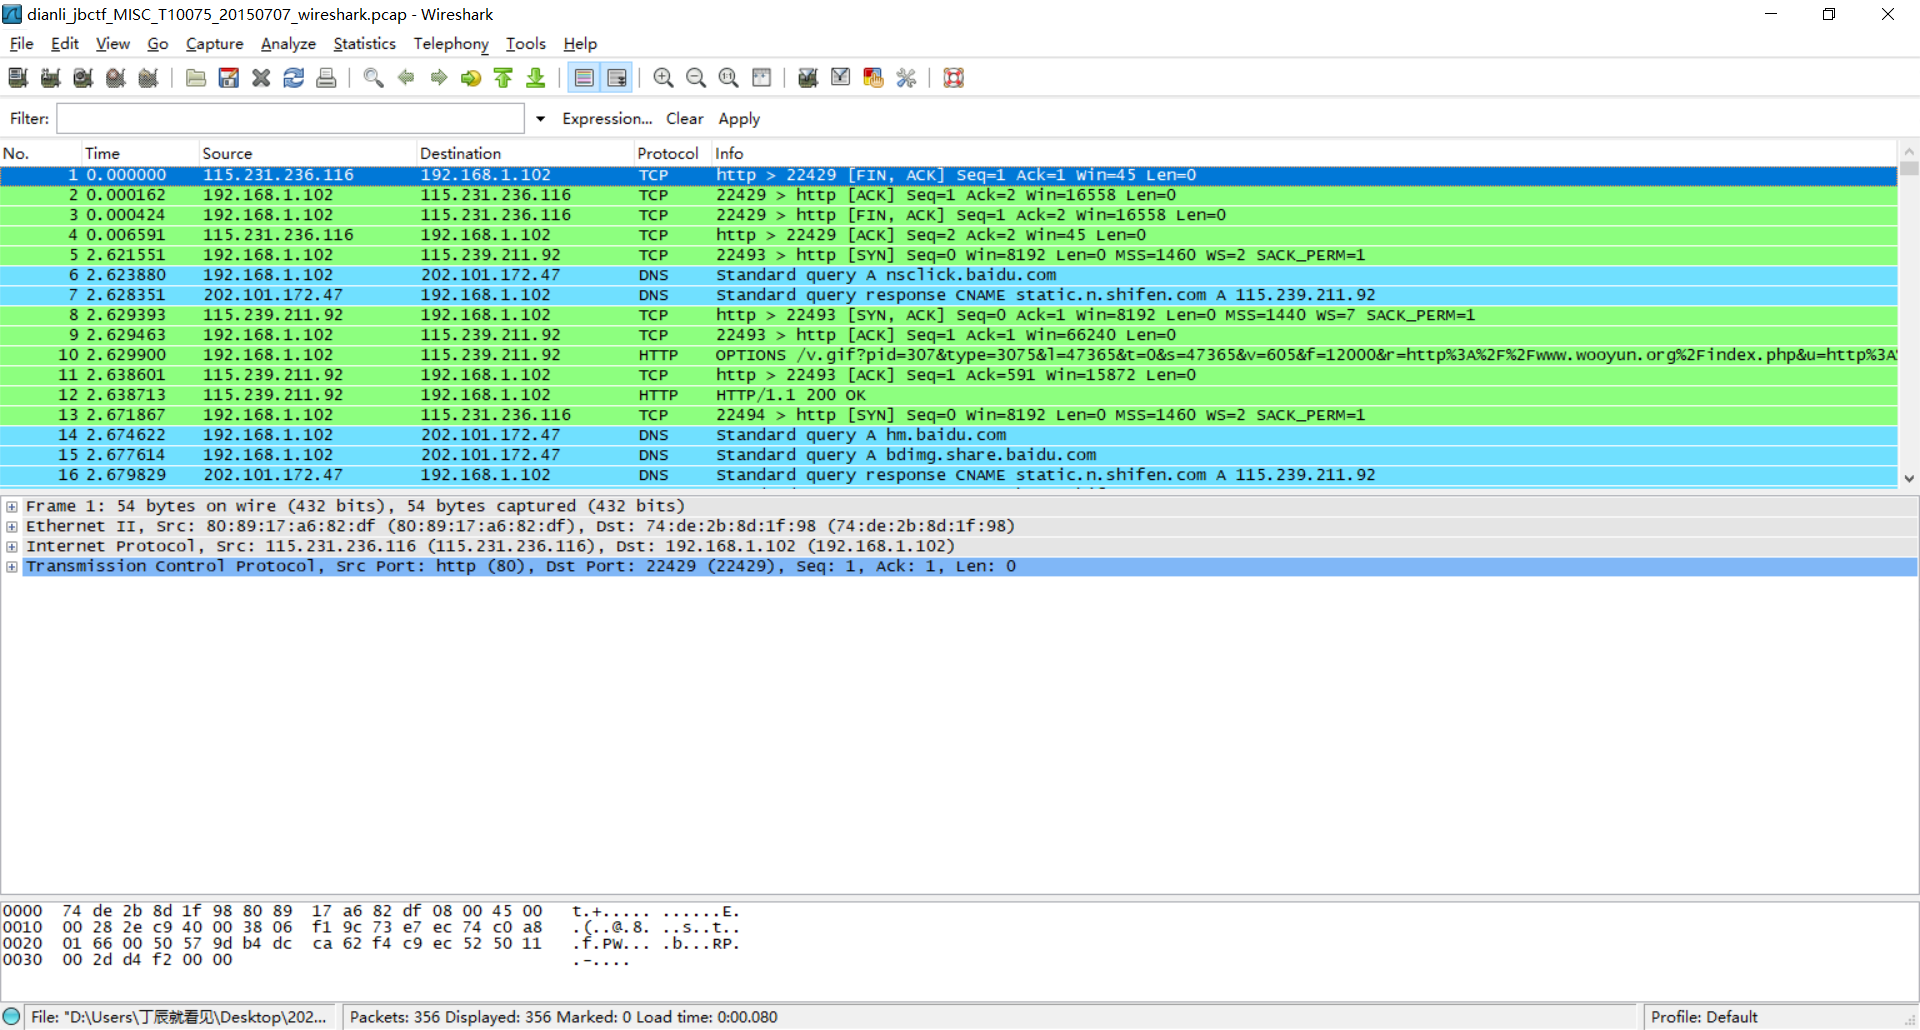 dianli_jbctf_MISC_T10075_20150707_wireshark.pcap - Wireshark
File Edit View Go Capture Analyze Statistics Telephony Tools Help
Filter: Expression... Clear Apply
No. Time Source Destination Protocol Info
1 0.000000 115.231.236.116 192.168.1.102 TCP http > 22429 [FIN, ACK] Seq=1 Ack=1 Win=45 Len=0
2 0.000162 192.168.1.102 115.231.236.116 TCP 22429 > http [ACK] Seq=1 Ack=2 Win=16558 Len=0
3 0.000424 192.168.1.102 115.231.236.116 TCP 22429 > http [FIN, ACK] Seq=1 Ack=2 Win=16558 Len=0
4 0.006591 115.231.236.116 192.168.1.102 TCP http > 22429 [ACK] Seq=2 Ack=2 Win=45 Len=0
5 2.621551 192.168.1.102 115.239.211.92 TCP 22493 > http [SYN] Seq=0 Win=8192 Len=0 MSS=1460 WS=2 SACK_PERM=1
6 2.623880 192.168.1.102 202.101.172.47 DNS Standard query A nsclick.baidu.com
7 2.628351 202.101.172.47 192.168.1.102 DNS Standard query response CNAME static.n.shifen.com A 115.239.211.92
8 2.629393 115.239.211.92 192.168.1.102 TCP http > 22493 [SYN, ACK] Seq=0 Ack=1 Win=8192 Len=0 MSS=1440 WS=7 SACK_PERM=1
9 2.629463 192.168.1.102 115.239.211.92 TCP 22493 > http [ACK] Seq=1 Ack=1 Win=66240 Len=0
10 2.629900 192.168.1.102 115.239.211.92 HTTP OPTIONS /v.gif?pid=307&type=3075&l=47365&t=0&s=47365&v=605&f=12000&r=http%3A%2F%2Fwww.wooyun.org%2Findex.php&u=http%3A%
11 2.638601 115.239.211.92 192.168.1.102 TCP http > 22493 [ACK] Seq=1 Ack=591 Win=15872 Len=0
12 2.638713 115.239.211.92 192.168.1.102 HTTP HTTP/1.1 200 OK
13 2.671867 192.168.1.102 115.231.236.116 TCP 22494 > http [SYN] Seq=0 Win=8192 Len=0 MSS=1460 WS=2 SACK_PERM=1
14 2.674622 192.168.1.102 202.101.172.47 DNS Standard query A hm.baidu.com
15 2.677614 192.168.1.102 202.101.172.47 DNS Standard query A bdimg.share.baidu.com
16 2.679829 202.101.172.47 192.168.1.102 DNS Standard query response CNAME static.n.shifen.com A 115.239.211.92
Frame 1: 54 bytes on wire (432 bits), 54 bytes captured (432 bits)
Ethernet II, Src: 80:89:17:a6:82:df (80:89:17:a6:82:df), Dst: 74:de:2b:8d:1f:98 (74:de:2b:8d:1f:98)
Internet Protocol, Src: 115.231.236.116 (115.231.236.116), Dst: 192.168.1.102 (192.168.1.102)
Transmission Control Protocol, Src Port: http (80), Dst Port: 22429 (22429), Seq: 1, Ack: 1, Len: 0
0000 74 de 2b 8d 1f 98 80 89 17 a6 82 df 08 00 45 00 t.+..... ......E.
0010 00 28 2e c9 40 00 38 06 f1 9c 73 e7 ec 74 c0 a8 .(..@.8. ..s..t..
0020 01 66 00 50 57 9d b4 dc ca 62 f4 c9 ec 52 50 11 .f.PW... .b...RP.
0030 00 2d d4 f2 00 00 .-....
File: "D:\Users\丁辰就看见\Desktop\202... Packets: 356 Displayed: 356 Marked: 0 Load time: 0:00.080 Profile: Default